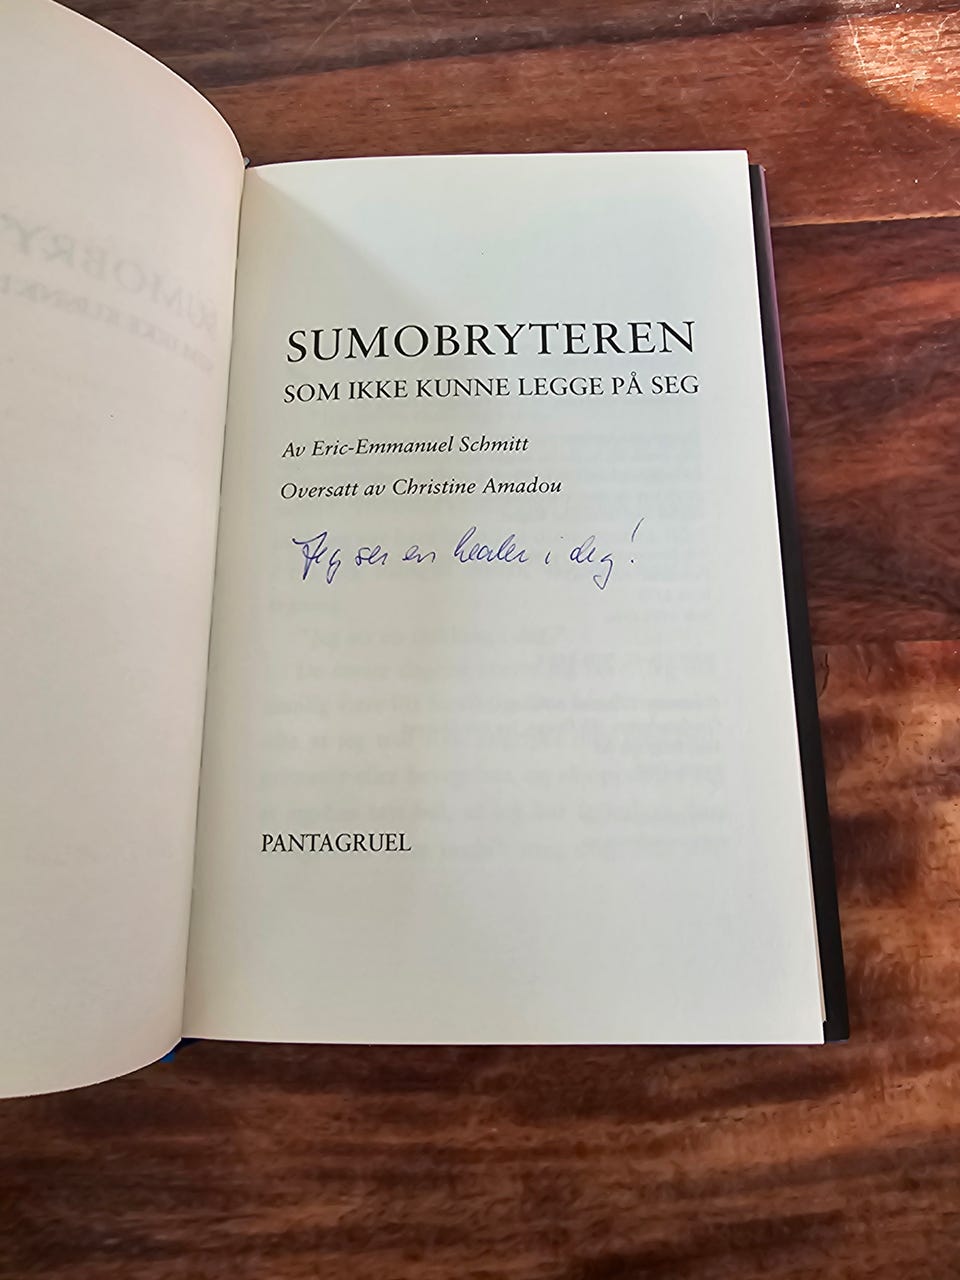 SUMOBRYTEREN
SOM IKKE KUNNE LEGGE PÅ SEG
Av Eric-Emmanuel Schmitt
Oversatt av Christine Amadou
Jeg ser en healer i deg!
PANTAGRUEL